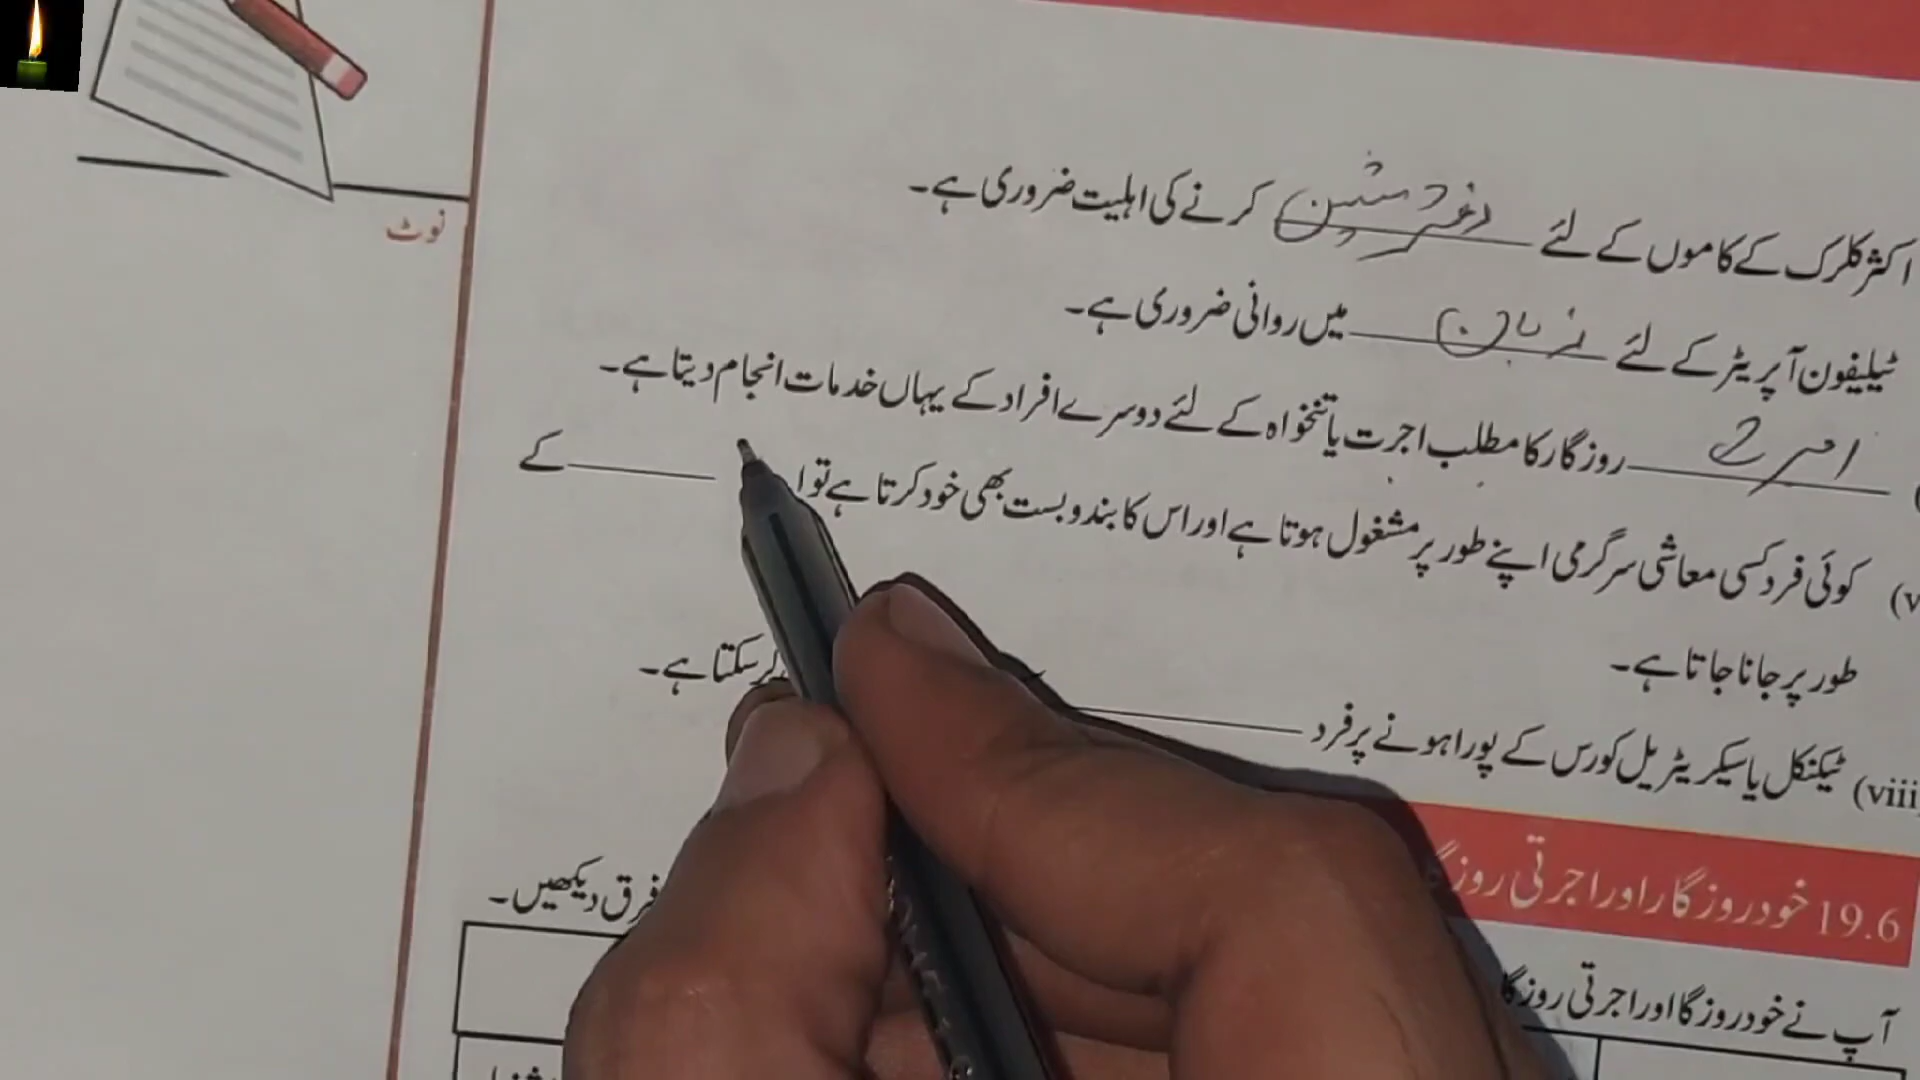 نوٹ
اکثر کلرک کے کاموں کے لئے دفتر مشین کرنے کی اہلیت ضروری ہے۔
ٹیلیفون آپریٹر کے لئے زبان میں روانی ضروری ہے۔
روزگار کا مطلب اجرت یا تنخواہ کے لئے دوسرے افراد کے یہاں خدمات انجام دیتا ہے۔
کوئی فرد کسی معاشی سرگرمی اپنے طور پر مشغول ہوتا ہے اور اس کا بندوبست بھی خود کرتا ہے تو کے
طور پر جانا جاتا ہے۔
(viii ٹیکنکل یا سیکریٹریل کورس کے پورا ہونے پر فرد کر سکتا ہے۔
19.6 خود روزگار اور اجرتی
آپ نے خود روزگار اور اجرتی فرق دیکھیں۔